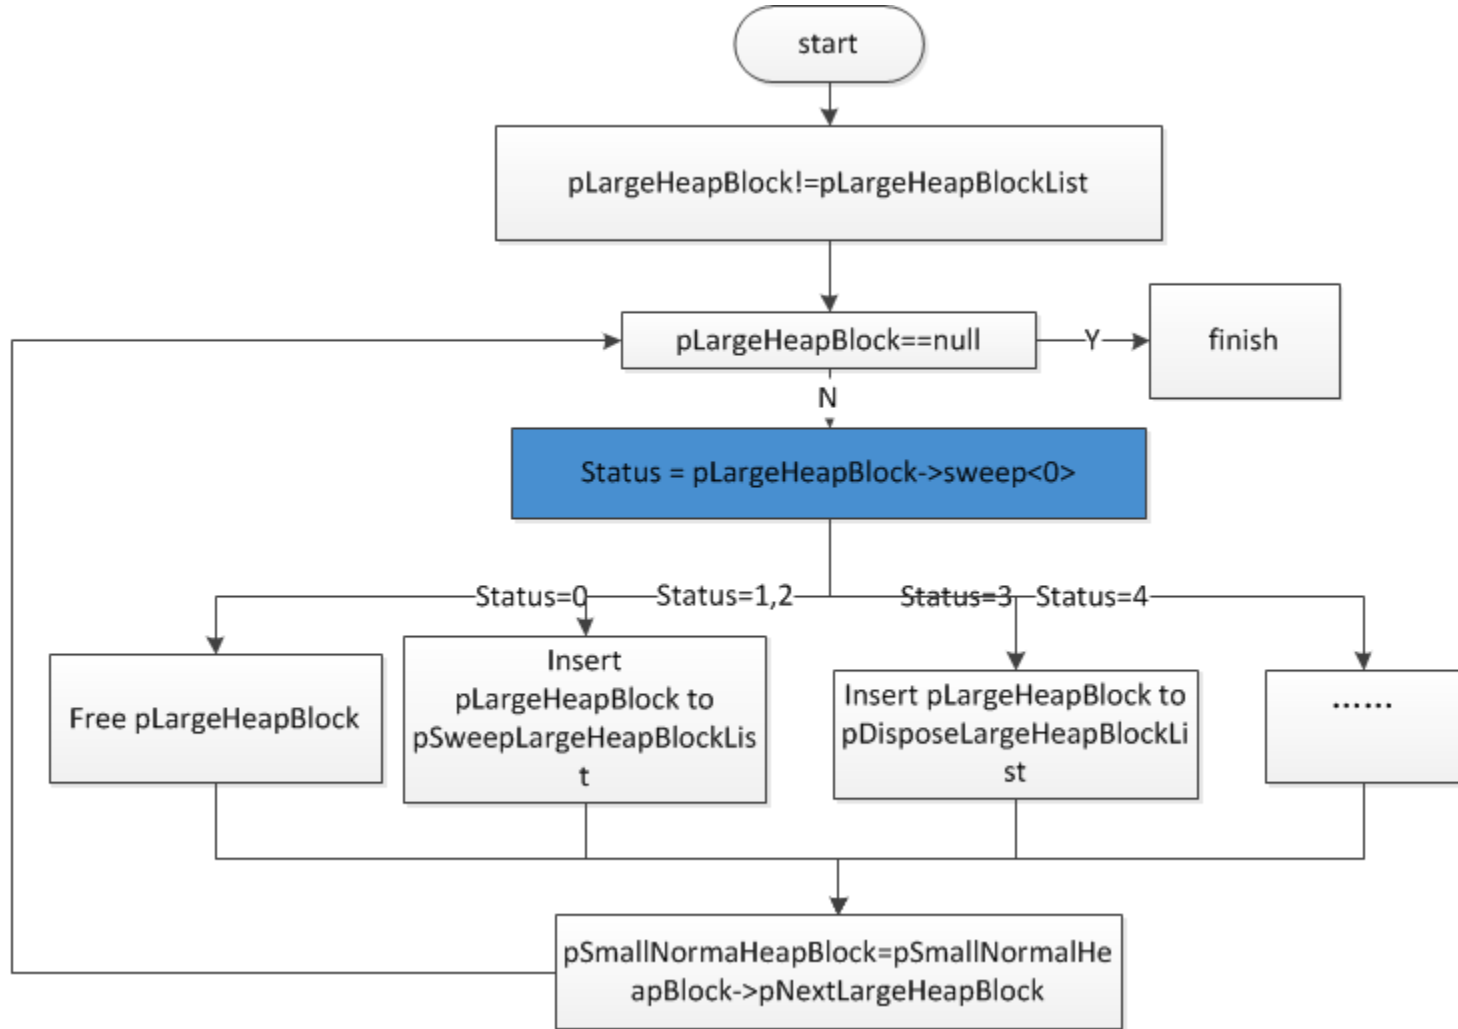 start
pLargeHeapBlock!=pLargeHeapBlockList
pLargeHeapBlock==null
Y
finish
N
Status = pLargeHeapBlock->sweep<0>
Status=0
Status=1,2
Status=3
Status=4
Free pLargeHeapBlock
Insert
pLargeHeapBlock to
pSweepLargeHeapBlockLis
t
Insert pLargeHeapBlock to
pDisposeLargeHeapBlockLi
st
......
pSmallNormaHeapBlock=pSmallNormalHe
apBlock->pNextLargeHeapBlock